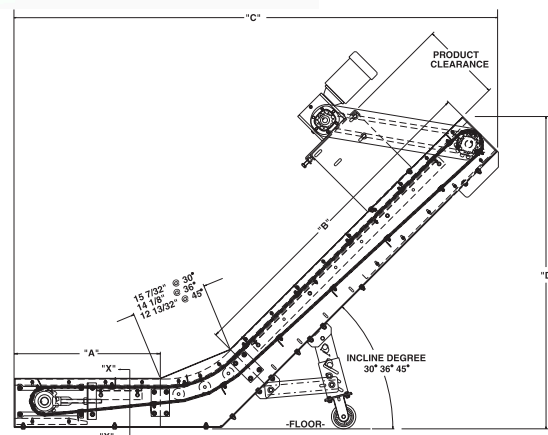 "C"
PRODUCT
CLEARANCE
"B"
"D"
15 7/32" @ 30°
14 1/8" @ 36°
12 13/32" @ 45°
"A"
"X"
INCLINE DEGREE
30° 36° 45°
-FLOOR-